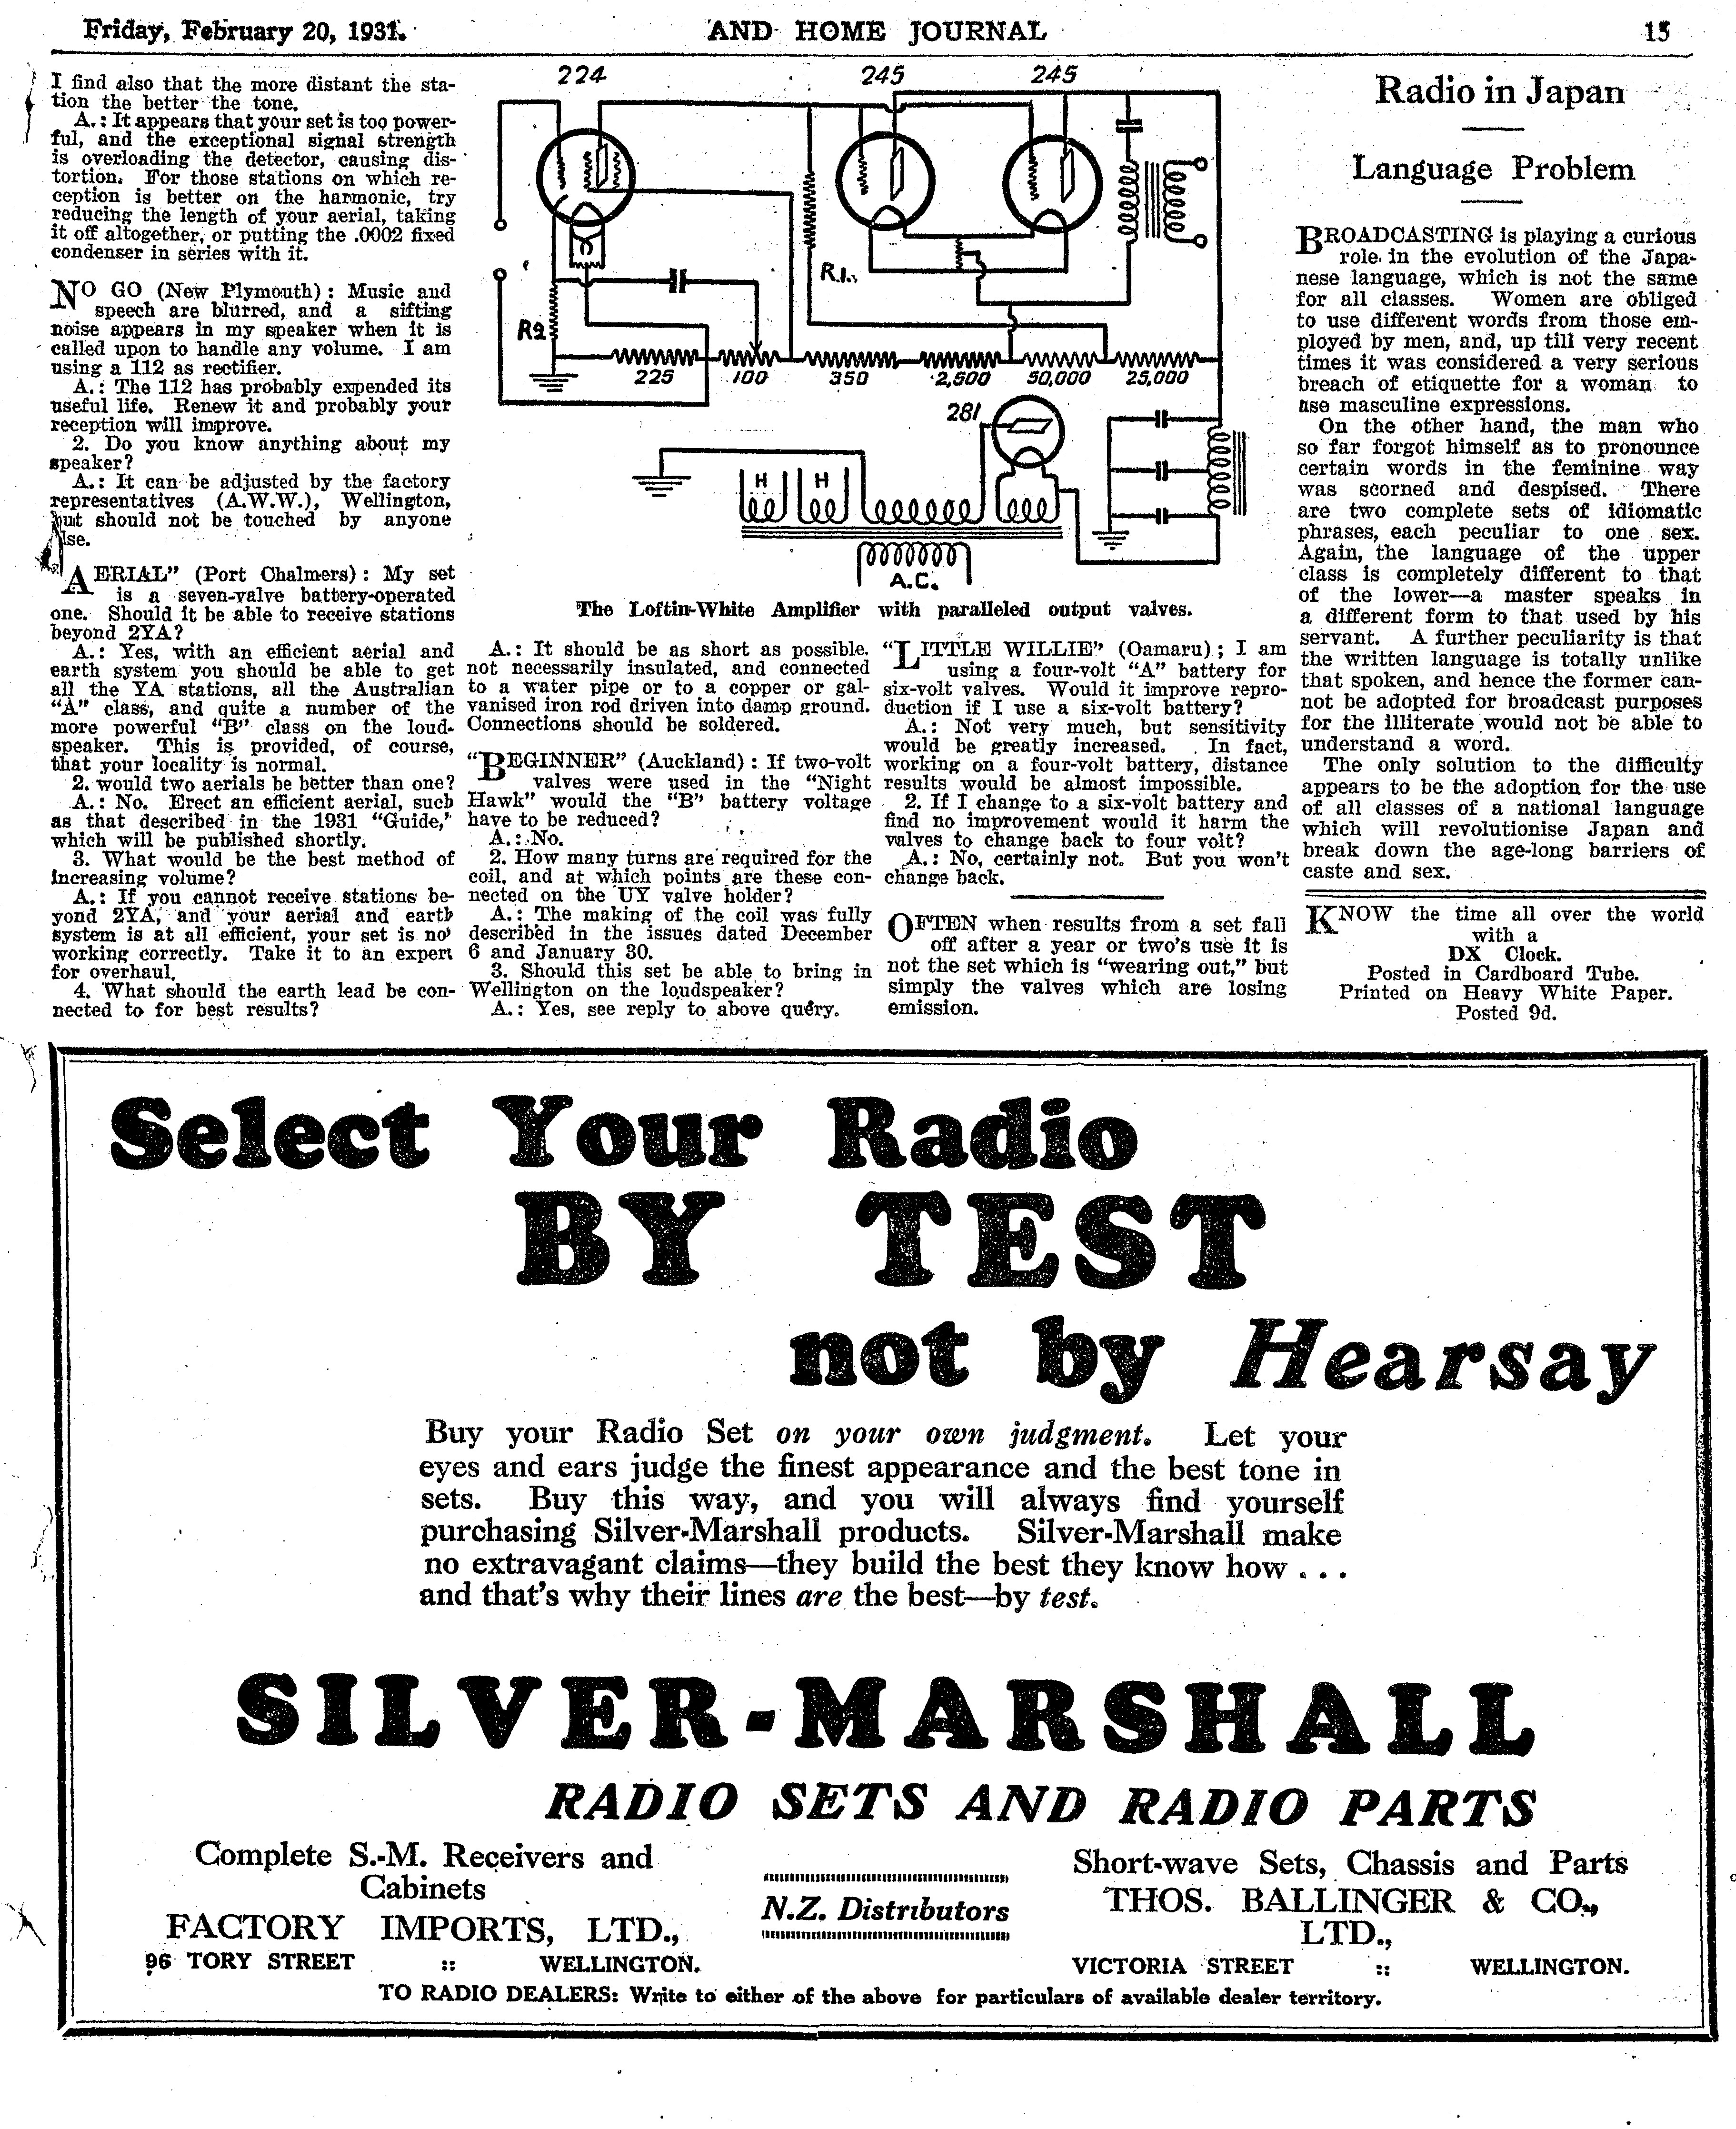 Friday, February 20, 1931.
AND HOME JOURNAL
15
I find also that the more distant the sta-
tion the better the tone.
A.: It appears that your set is too power-
ful, and the exceptional signal strength
is overloading the detector, causing dis-
tortion. For those stations on which re-
ception is better on the harmonic, try
reducing the length of your aerial, taking
it off altogether, or putting the .0002 fixed
condenser in series with it.
NO GO (New Plymouth): Music and
speech are blurred, and a sifting
noise appears in my speaker when it is
called upon to handle any volume. I am
using a 112 as rectifier.
A.: The 112 has probably expended its
useful life. Renew it and probably your
reception will improve.
2. Do you know anything about my
speaker?
A.: It can be adjusted by the factory
representatives (A.W.W.), Wellington,
but should not be touched by anyone
lse.
AERIAL" (Port Chalmers): My set
is a seven-valve battery-operated
one. Should it be able to receive stations
beyond 2YA?
A.: Yes, with an efficient aerial and
earth system you should be able to get
all the YA stations, all the Australian
"A" class, and quite a number of the
more powerful "B" class on the loud-
speaker. This is provided, of course,
that your locality is normal.
2. would two aerials be better than one?
A.: No. Erect an efficient aerial, such
as that described in the 1931 "Guide,"
which will be published shortly.
3. What would be the best method of
increasing volume?
A.: If you cannot receive stations be-
yond 2YA, and your aerial and earth
system is at all efficient, your set is not
working correctly. Take it to an expert
for overhaul.
4. What should the earth lead be con-
nected to for best results?
224
245
245
R.1.
R2
225
100
350
2,500
50,000
25,000
281
H
H
A.C.
The Loftin-White Amplifier with paralleled output valves.
A.: It should be as short as possible.
not necessarily insulated, and connected
to a water pipe or to a copper or gal-
vanised iron rod driven into damp ground.
Connections should be soldered.
"BEGINNER" (Auckland): If two-volt
valves were used in the "Night
Hawk" would the "B" battery voltage
have to be reduced?
A.: No.
2. How many turns are required for the
coil, and at which points are these con-
nected on the UY valve holder?
A.: The making of the coil was fully
described in the issues dated December
6 and January 30.
3. Should this set be able to bring in
Wellington on the loudspeaker?
A.: Yes, see reply to above query.
"LITTLE WILLIE" (Oamaru); I am
using a four-volt "A" battery for
six-volt valves. Would it improve repro-
duction if I use a six-volt battery?
A.: Not very much, but sensitivity
would be greatly increased. In fact,
working on a four-volt battery, distance
results would be almost impossible.
2. If I change to a six-volt battery and
find no improvement would it harm the
valves to change back to four volt?
A.: No, certainly not. But you won't
change back.
OFTEN when results from a set fall
off after a year or two's use it is
not the set which is "wearing out," but
simply the valves which are losing
emission.
Radio in Japan
Language Problem
BROADCASTING is playing a curious
role in the evolution of the Japa-
nese language, which is not the same
for all classes. Women are obliged
to use different words from those em-
ployed by men, and, up till very recent
times it was considered a very serious
breach of etiquette for a woman to
use masculine expressions.
On the other hand, the man who
so far forgot himself as to pronounce
certain words in the feminine way
was scorned and despised. There
are two complete sets of idiomatic
phrases, each peculiar to one sex.
Again, the language of the upper
class is completely different to that
of the lower—a master speaks in
a different form to that used by his
servant. A further peculiarity is that
the written language is totally unlike
that spoken, and hence the former can-
not be adopted for broadcast purposes
for the illiterate would not be able to
understand a word.
The only solution to the difficulty
appears to be the adoption for the use
of all classes of a national language
which will revolutionise Japan and
break down the age-long barriers of
caste and sex.
KNOW the time all over the world
with a
DX Clock.
Posted in Cardboard Tube.
Printed on Heavy White Paper.
Posted 9d.
Select Your Radio
BY TEST
not by Hearsay
Buy your Radio Set on your own judgment. Let your
eyes and ears judge the finest appearance and the best tone in
sets. Buy this way, and you will always find yourself
purchasing Silver-Marshall products. Silver-Marshall make
no extravagant claims—they build the best they know how . . .
and that's why their lines are the best—by test.
SILVER-MARSHALL
RADIO SETS AND RADIO PARTS
Complete S.-M. Receivers and
Cabinets
FACTORY IMPORTS, LTD.,
96 TORY STREET :: WELLINGTON.
N.Z. Distributors
Short-wave Sets, Chassis and Parts
THOS. BALLINGER & CO.,
LTD.,
VICTORIA STREET :: WELLINGTON.
TO RADIO DEALERS: Write to either of the above for particulars of available dealer territory.